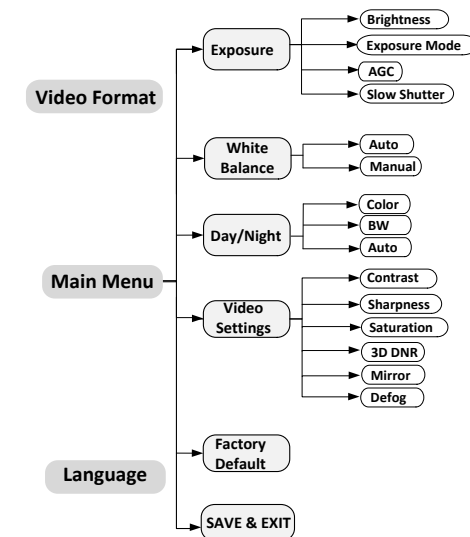 Video Format
Main Menu
Language
Exposure
Brightness
Exposure Mode
AGC
Slow Shutter
White
Balance
Auto
Manual
Day/Night
Color
BW
Auto
Video
Settings
Contrast
Sharpness
Saturation
3D DNR
Mirror
Defog
Factory
Default
SAVE & EXIT